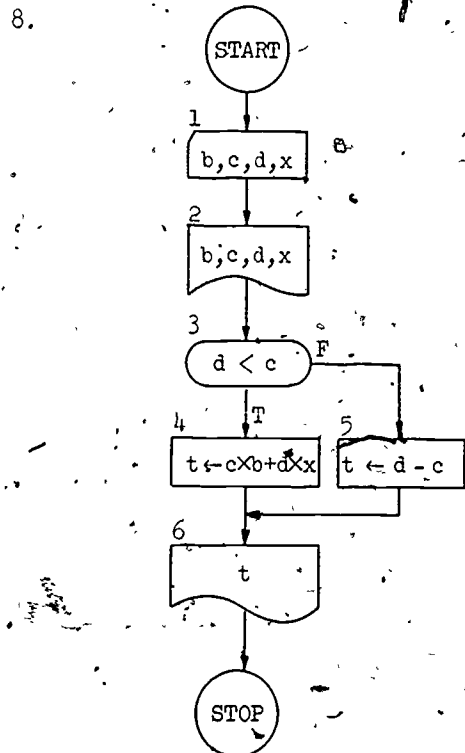 8.
START
1
b,c,d,x
2
b,c,d,x
3
d < c
F
T
4
t←c×b+d×x
5
t ← d - c
6
t
STOP